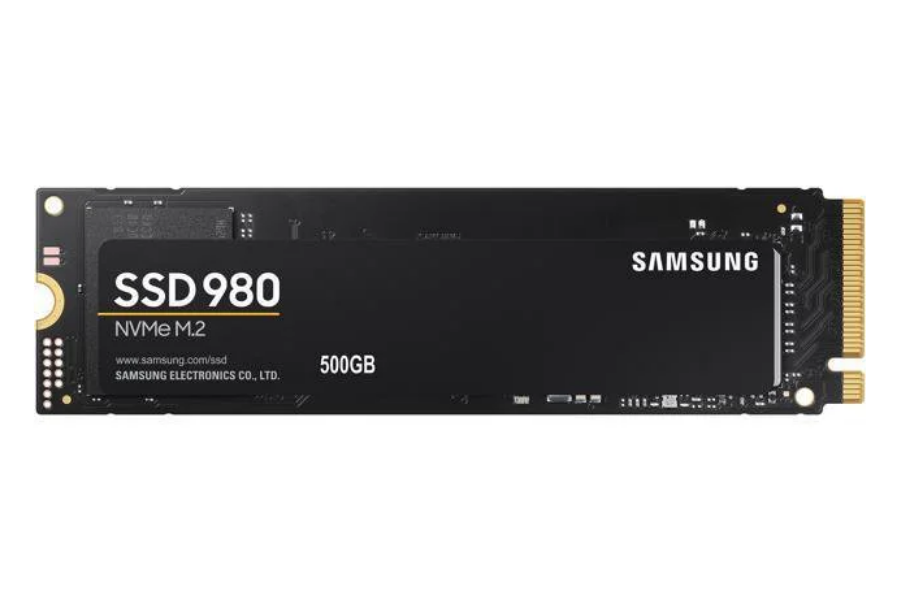 SAMSUNG
SSD 980
NVMe M.2
www.samsung.com/ssd
SAMSUNG ELECTRONICS CO., LTD.
500GB